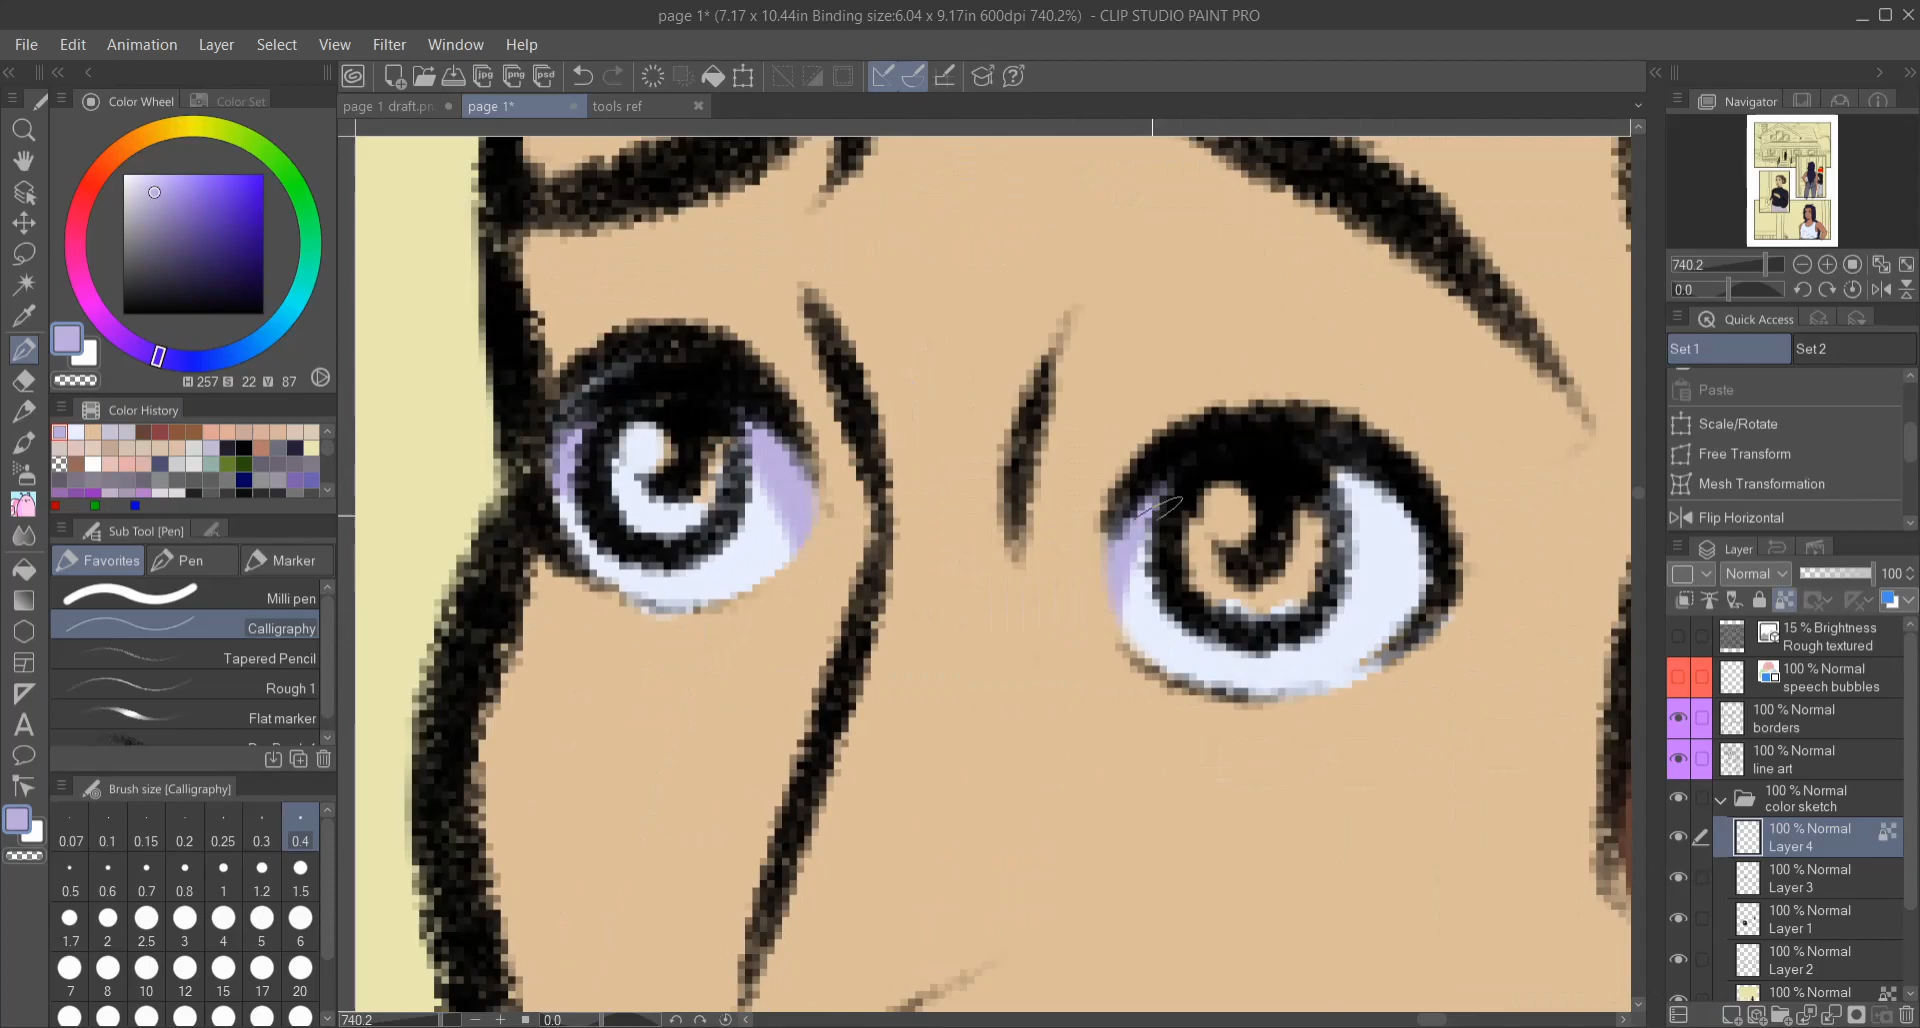 page 1* (7.17 x 10.44in Binding size:6.04 x 9.17in 600dpi 740.2%) - CLIP STUDIO PAINT PRO
File Edit Animation Layer Select View Filter Window Help
jpg png psd
Color Wheel Color Set
page 1 draft.pn page 1* tools ref
Navigator
H 257 S 22 V 87
740.2
0.0
Color History
Quick Access
Set 1 Set 2
Paste
Scale/Rotate
Free Transform
Mesh Transformation
Flip Horizontal
Sub Tool [Pen]
Favorites Pen Marker
Milli pen
Calligraphy
Tapered Pencil
Rough 1
Flat marker
Layer
Normal 100
15 % Brightness
Rough textured
100 % Normal
speech bubbles
100 % Normal
borders
100 % Normal
line art
100 % Normal
color sketch
100 % Normal
Layer 4
100 % Normal
Layer 3
100 % Normal
Layer 1
100 % Normal
Layer 2
100 % Normal
Brush size [Calligraphy]
0.07 0.1 0.15 0.2 0.25 0.3 0.4
0.5 0.6 0.7 0.8 1 1.2 1.5
1.7 2 2.5 3 4 5 6
7 8 10 12 15 17 20
740.2 0.0